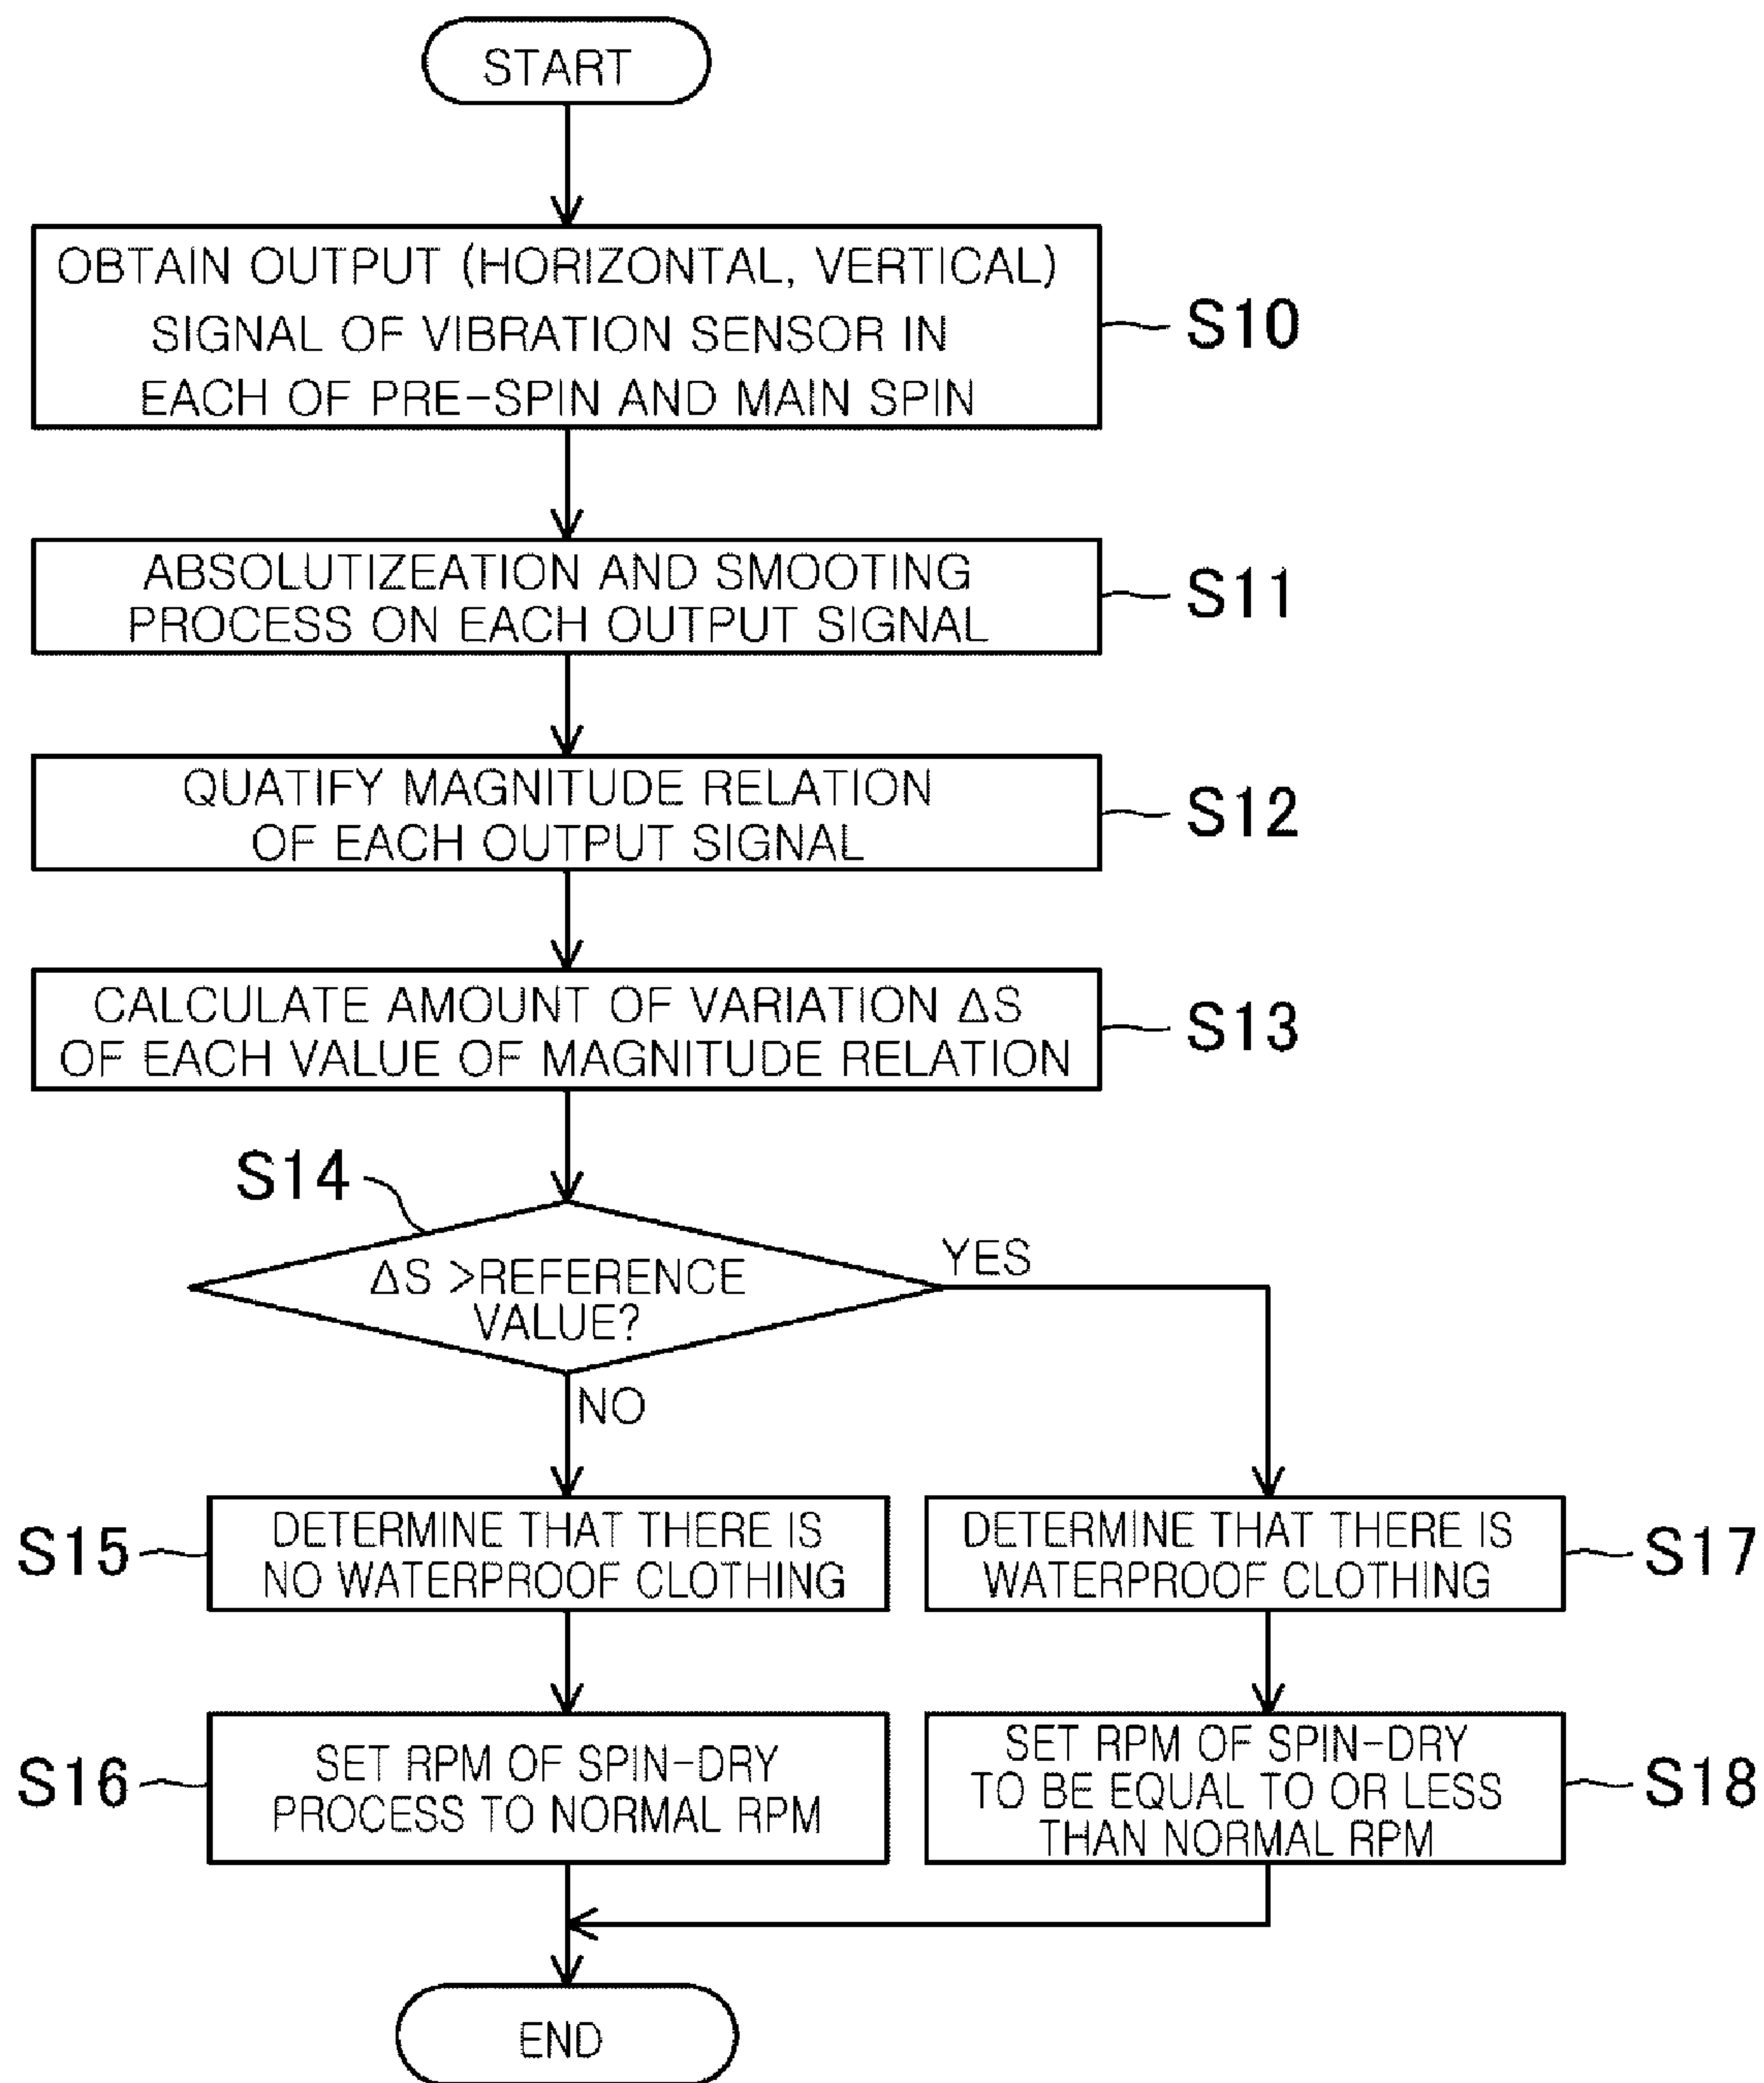 START
OBTAIN OUTPUT (HORIZONTAL, VERTICAL)
SIGNAL OF VIBRATION SENSOR IN
EACH OF PRE-SPIN AND MAIN SPIN
S10
ABSOLUTIZEATION AND SMOOTING
PROCESS ON EACH OUTPUT SIGNAL
S11
QUATIFY MAGNITUDE RELATION
OF EACH OUTPUT SIGNAL
S12
CALCULATE AMOUNT OF VARIATION ΔS
OF EACH VALUE OF MAGNITUDE RELATION
S13
S14
ΔS >REFERENCE
VALUE?
YES
NO
S15
DETERMINE THAT THERE IS
NO WATERPROOF CLOTHING
DETERMINE THAT THERE IS
WATERPROOF CLOTHING
S17
S16
SET RPM OF SPIN-DRY
PROCESS TO NORMAL RPM
SET RPM OF SPIN-DRY
TO BE EQUAL TO OR LESS
THAN NORMAL RPM
S18
END